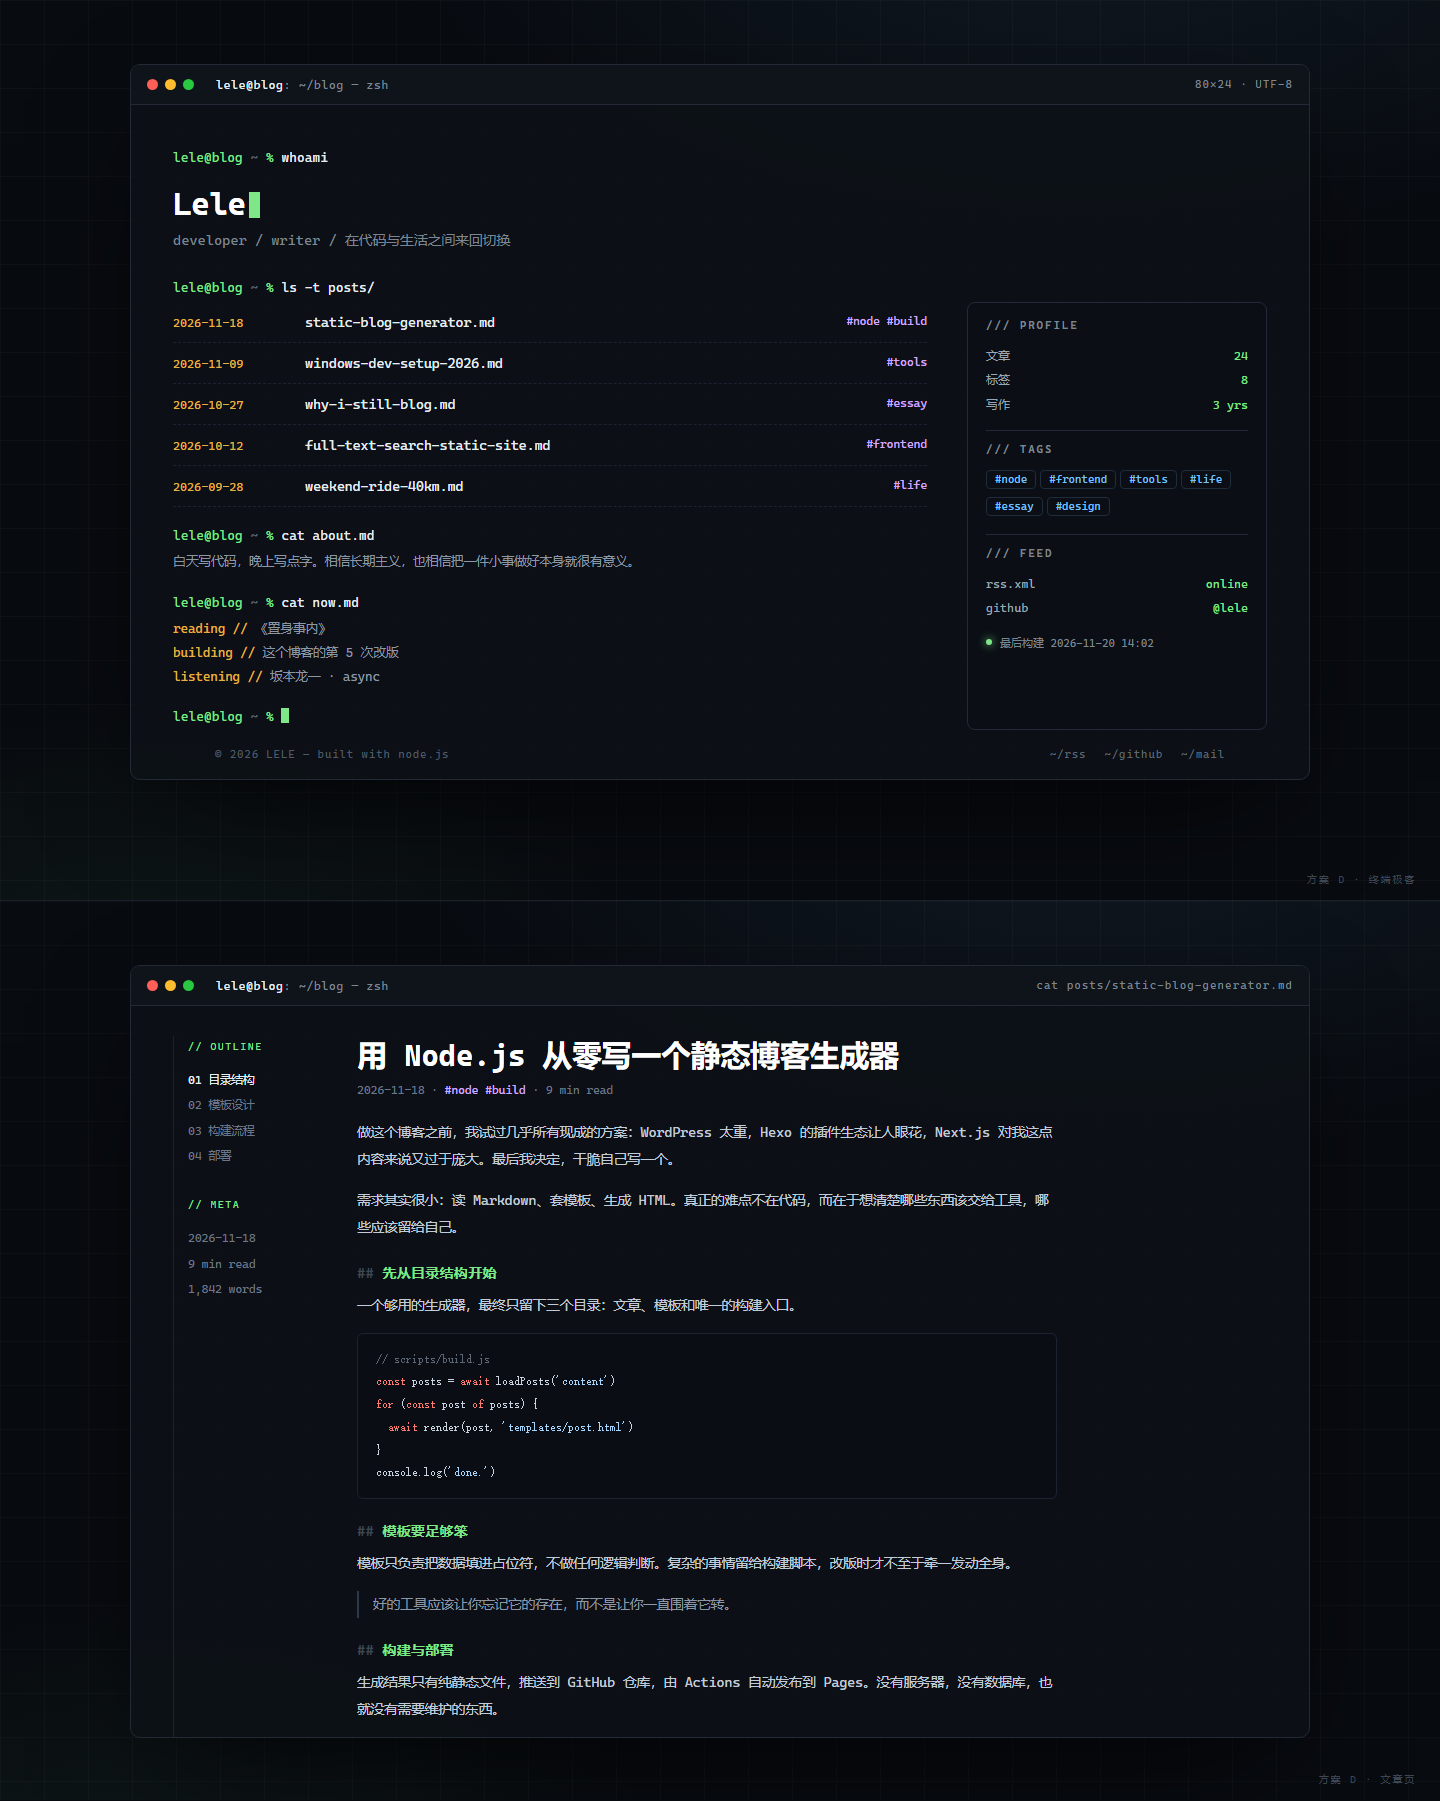 lele@blog: ~/blog — zsh
80×24 · UTF-8
lele@blog ~ % whoami
Lele
developer / writer / 在代码与生活之间来回切换
lele@blog ~ % ls -t posts/
2026-11-18 static-blog-generator.md #node #build
2026-11-09 windows-dev-setup-2026.md #tools
2026-10-27 why-i-still-blog.md #essay
2026-10-12 full-text-search-static-site.md #frontend
2026-09-28 weekend-ride-40km.md #life
lele@blog ~ % cat about.md
白天写代码，晚上写点字。相信长期主义，也相信把一件小事做好本身就很有意义。
lele@blog ~ % cat now.md
reading // 《置身事内》
building // 这个博客的第 5 次改版
listening // 坂本龙一 · async
lele@blog ~ %
/// PROFILE
文章 24
标签 8
写作 3 yrs
/// TAGS
#node #frontend #tools #life
#essay #design
/// FEED
rss.xml online
github @lele
最后构建 2026-11-20 14:02
© 2026 LELE — built with node.js
~/rss ~/github ~/mail
方案 D · 终端极客
lele@blog: ~/blog — zsh
cat posts/static-blog-generator.md
// OUTLINE
01 目录结构
02 模板设计
03 构建流程
04 部署
// META
2026-11-18
9 min read
1,842 words
用 Node.js 从零写一个静态博客生成器
2026-11-18 · #node #build · 9 min read
做这个博客之前，我试过几乎所有现成的方案：WordPress 太重，Hexo 的插件生态让人眼花，Next.js 对我这点
内容来说又过于庞大。最后我决定，干脆自己写一个。
需求其实很小：读 Markdown、套模板、生成 HTML。真正的难点不在代码，而在于想清楚哪些东西该交给工具，哪
些应该留给自己。
## 先从目录结构开始
一个够用的生成器，最终只留下三个目录：文章、模板和唯一的构建入口。
// scripts/build.js
const posts = await loadPosts('content')
for (const post of posts) {
await render(post, 'templates/post.html')
}
console.log('done.')
## 模板要足够笨
模板只负责把数据填进占位符，不做任何逻辑判断。复杂的事情留给构建脚本，改版时才不至于牵一发动全身。
好的工具应该让你忘记它的存在，而不是让你一直围着它转。
## 构建与部署
生成结果只有纯静态文件，推送到 GitHub 仓库，由 Actions 自动发布到 Pages。没有服务器，没有数据库，也
就没有需要维护的东西。
方案 D · 文章页